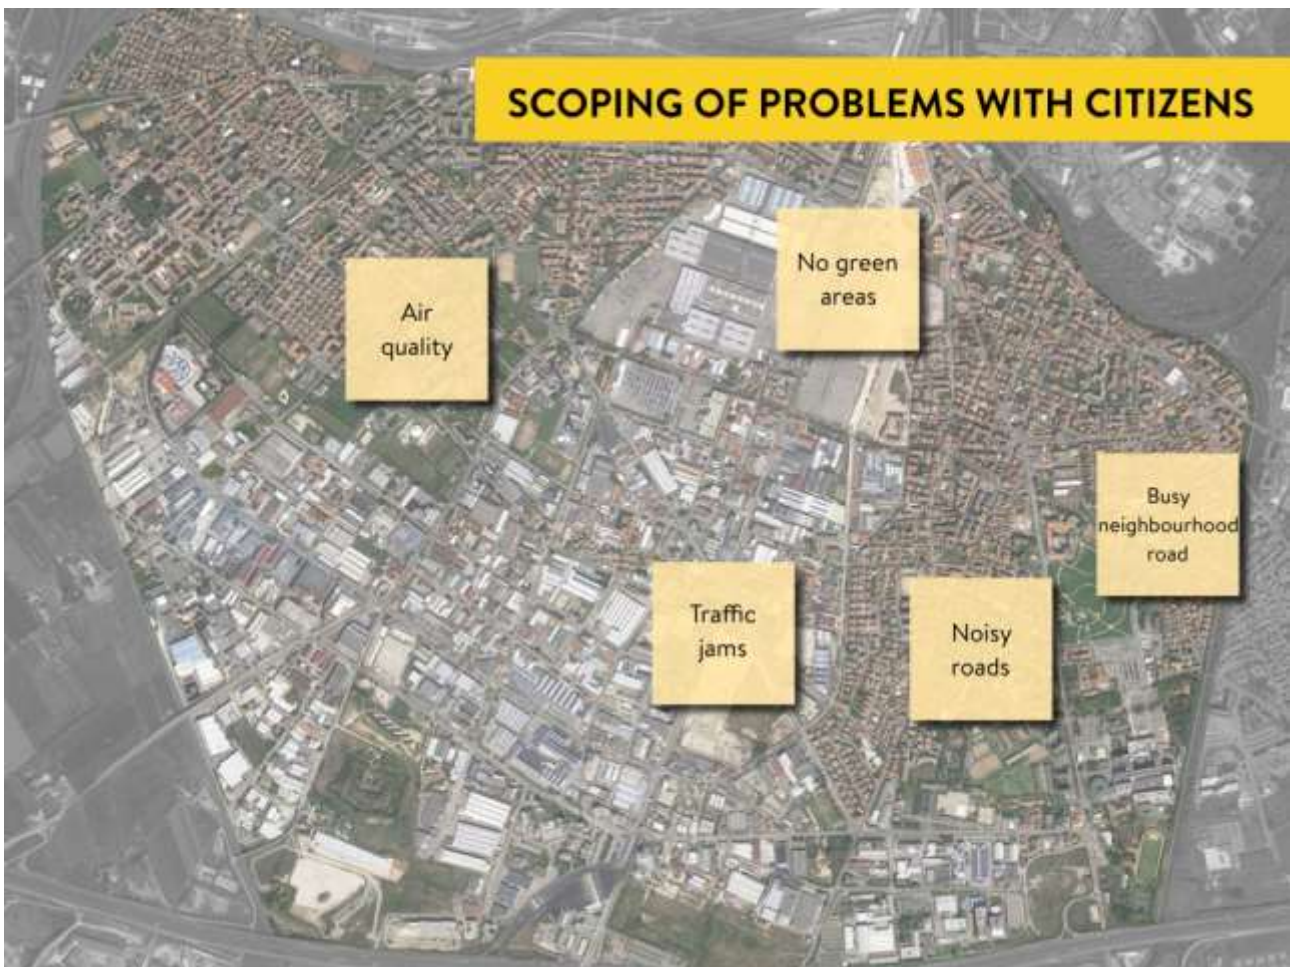 SCOPING OF PROBLEMS WITH CITIZENS
No green
areas
Air
quality
Busy
neighbourhood
road
Traffic
jams
Noisy
roads